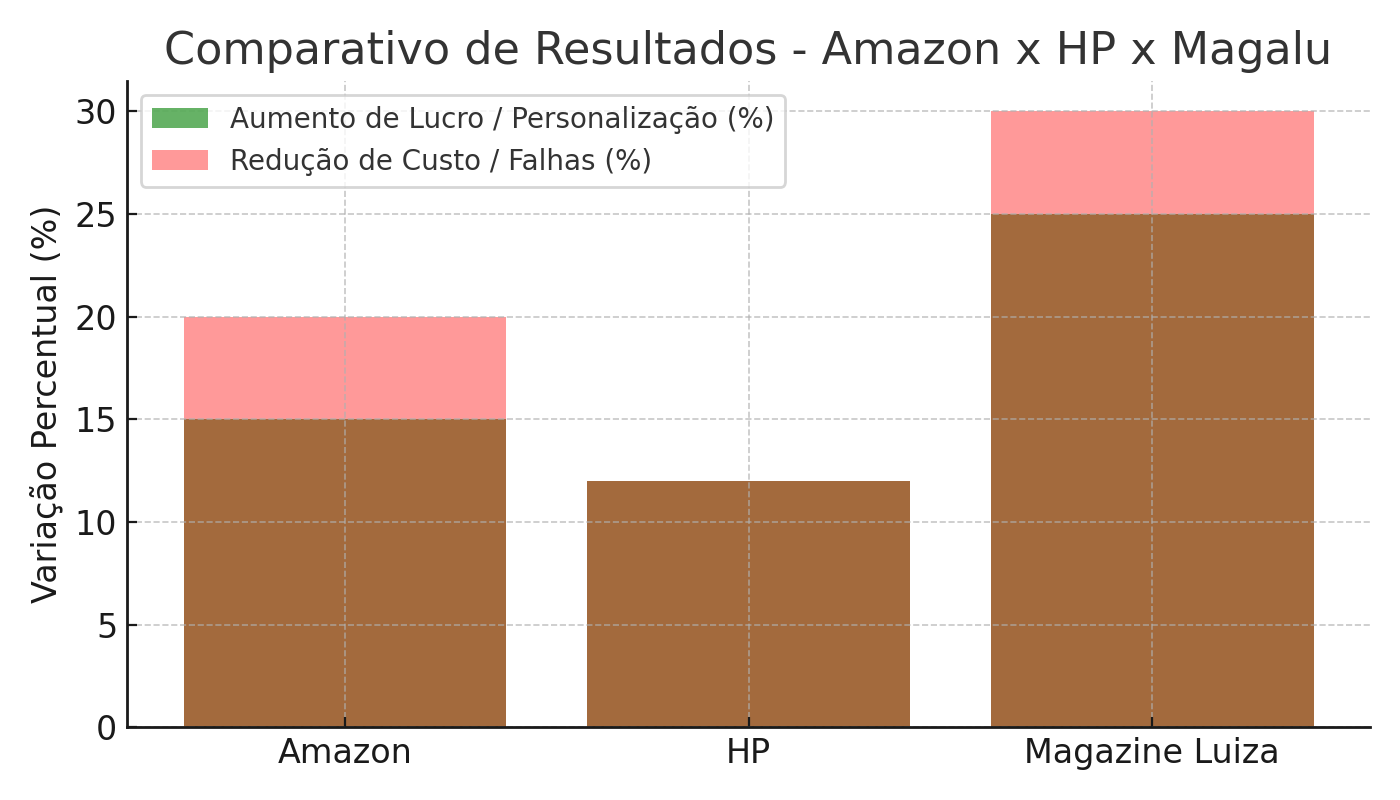 Comparativo de Resultados - Amazon x HP x Magalu
Aumento de Lucro / Personalização (%)
Redução de Custo / Falhas (%)
Variação Percentual (%)
30
25
20
15
10
5
0
Amazon
HP
Magazine Luiza